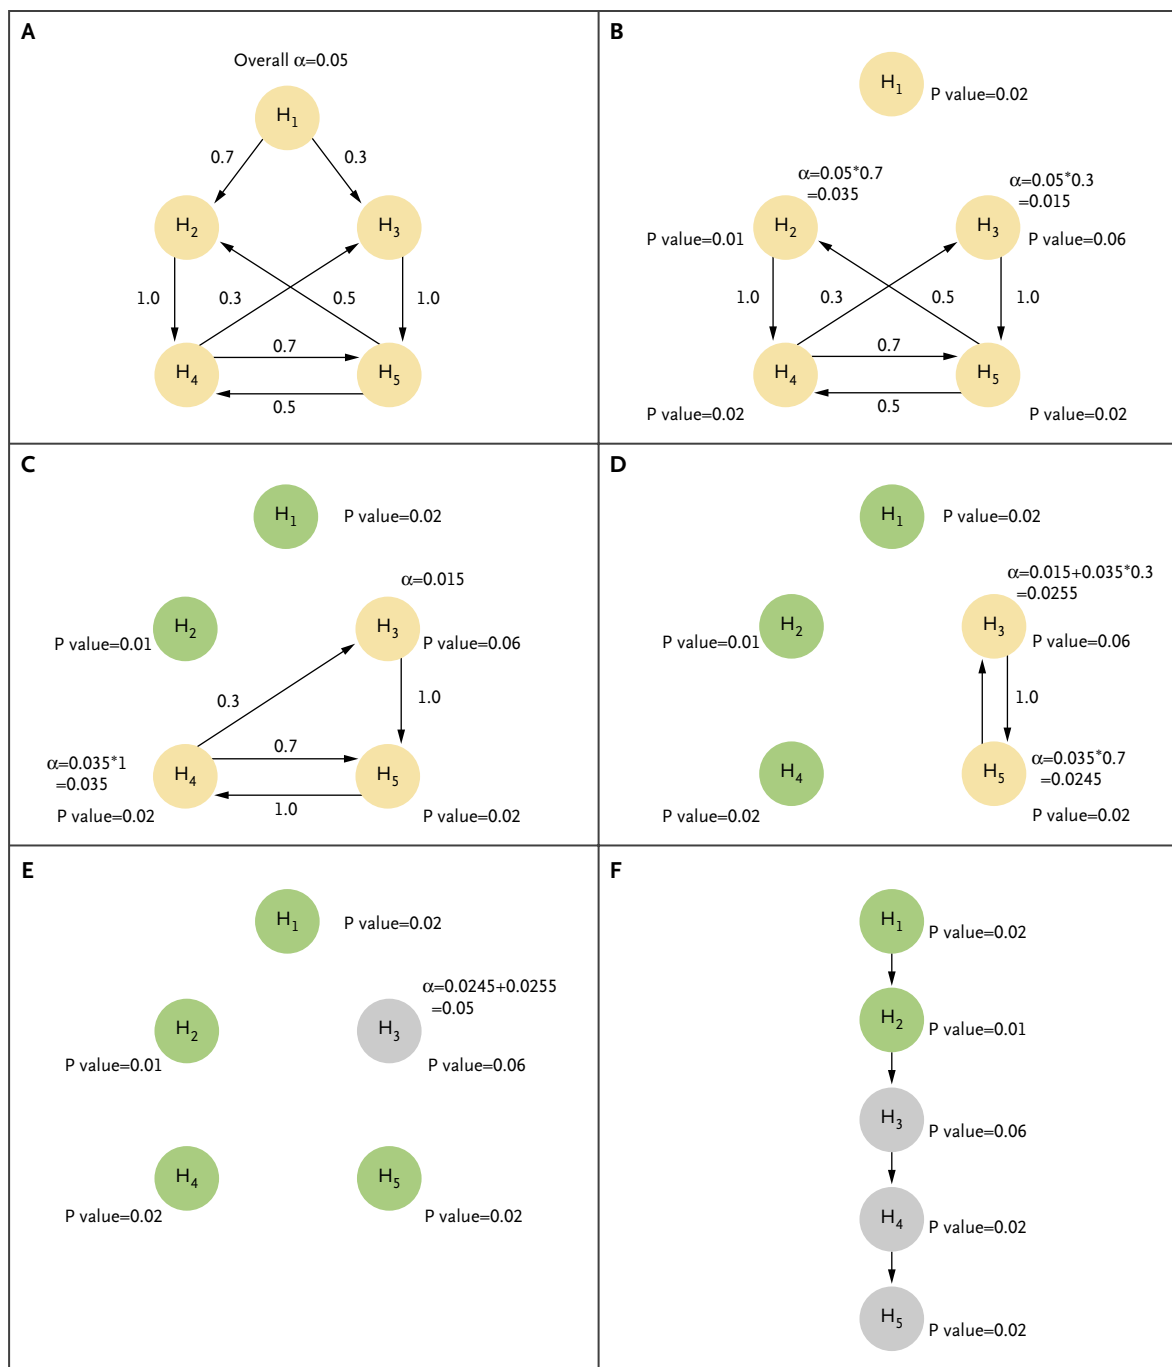 A
Overall α=0.05
H1
0.7
0.3
H2
H3
1.0
0.3
0.5
1.0
0.7
H4
H5
0.5
B
H1
P value=0.02
α=0.05*0.7
=0.035
α=0.05*0.3
=0.015
H2
H3
P value=0.01
P value=0.06
1.0
0.3
0.5
1.0
0.7
H4
H5
0.5
P value=0.02
P value=0.02
C
H1
P value=0.02
α=0.015
H2
H3
P value=0.01
P value=0.06
0.3
1.0
0.7
α=0.035*1
=0.035
H4
H5
1.0
P value=0.02
P value=0.02
D
H1
P value=0.02
α=0.015+0.035*0.3
=0.0255
H2
H3
P value=0.01
P value=0.06
1.0
H4
H5
α=0.035*0.7
=0.0245
P value=0.02
P value=0.02
E
H1
P value=0.02
α=0.0245+0.0255
=0.05
H2
H3
P value=0.01
P value=0.06
H4
H5
P value=0.02
P value=0.02
F
H1
P value=0.02
H2
P value=0.01
H3
P value=0.06
H4
P value=0.02
H5
P value=0.02